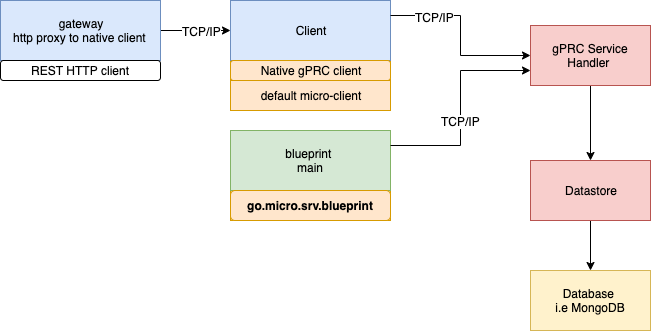 gateway
http proxy to native client
REST HTTP client
TCP/IP
Client
Native gPRC client
default micro-client
TCP/IP
gPRC Service
Handler
blueprint
main
go.micro.srv.blueprint
TCP/IP
Datastore
Database
i.e MongoDB